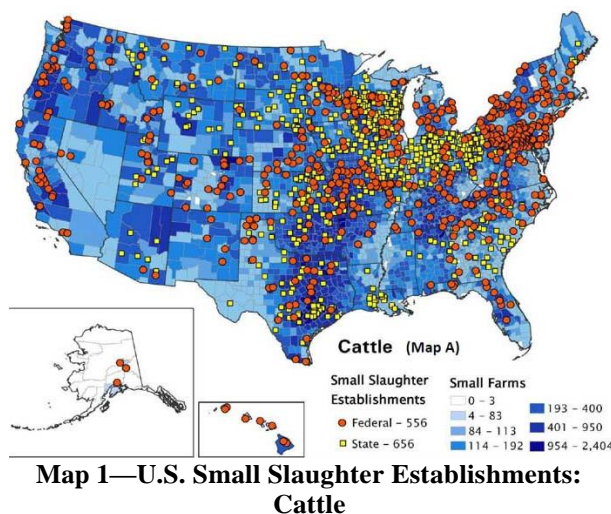 Cattle (Map A)
Small Slaughter
Establishments
Federal - 556
State - 656
Small Farms
0 - 3
4 - 83
84 - 113
114 - 192
193 - 400
401 - 950
954 - 2,404
Map 1—U.S. Small Slaughter Establishments:
Cattle